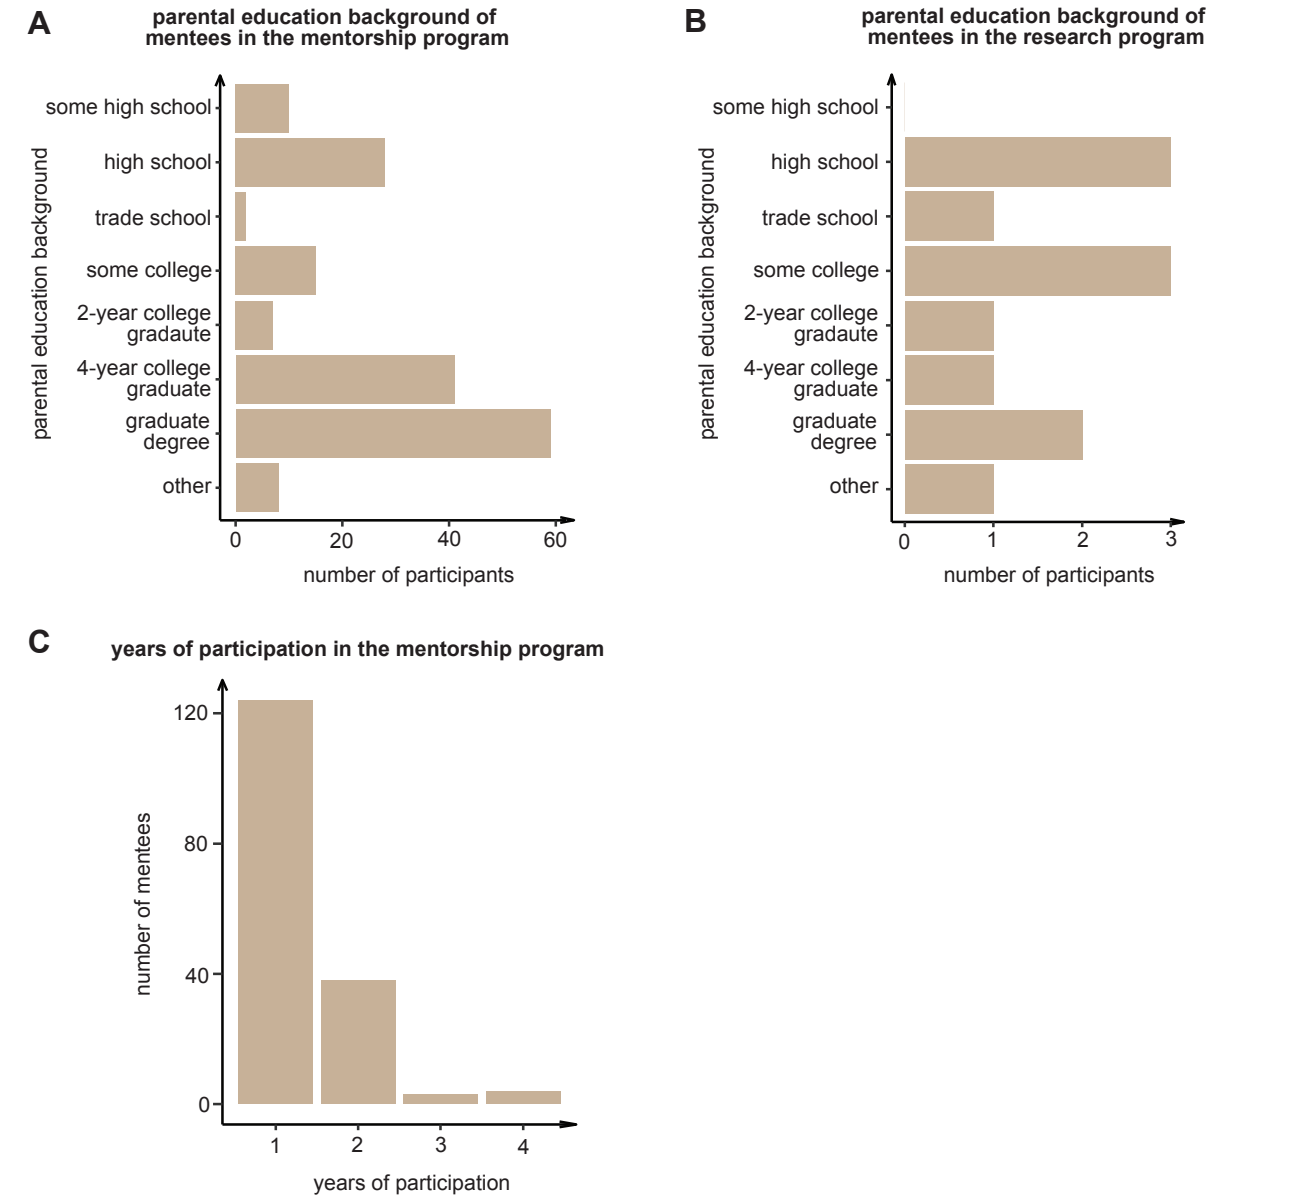 A
parental education background of
mentees in the mentorship program
parental education background
some high school
high school
trade school
some college
2-year college
gradaute
4-year college
graduate
graduate
degree
other
0 20 40 60
number of participants
B
parental education background of
mentees in the research program
parental education background
some high school
high school
trade school
some college
2-year college
gradaute
4-year college
graduate
graduate
degree
other
0 1 2 3
number of participants
C
years of participation in the mentorship program
number of mentees
120
80
40
0
1 2 3 4
years of participation